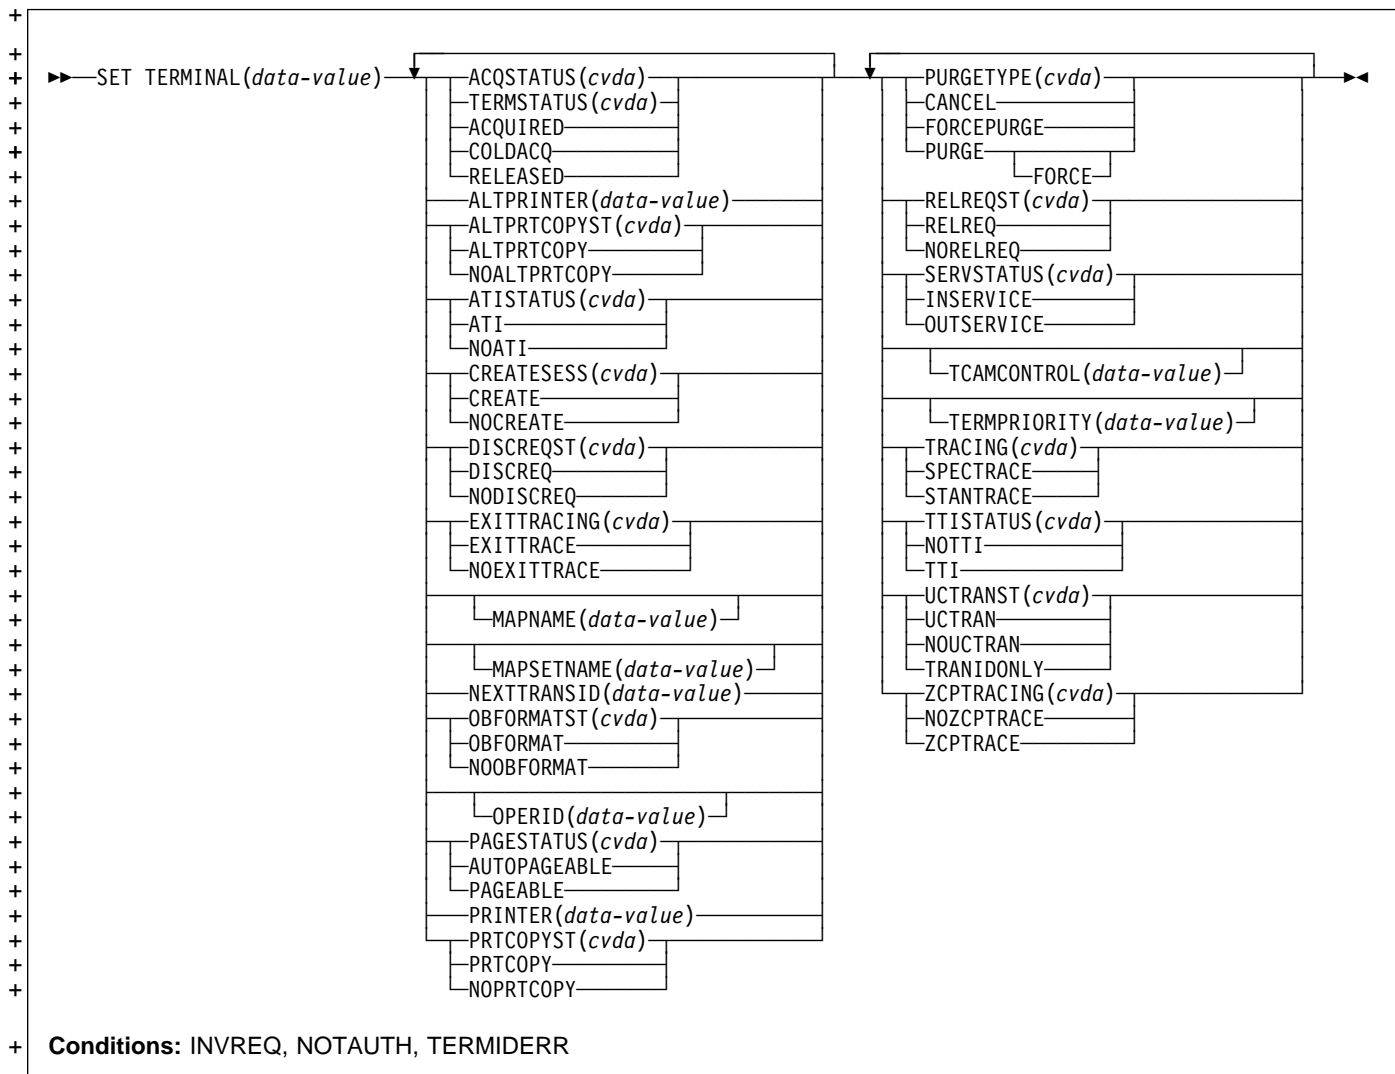 SET TERMINAL(data-value)
ACQSTATUS(cvda)
TERMSTATUS(cvda)
ACQUIRED
COLDACQ
RELEASED
ALTPRINTER(data-value)
ALTPRTCOPYST(cvda)
ALTPRTCOPY
NOALTPRTCOPY
ATISTATUS(cvda)
ATI
NOATI
CREATESESS(cvda)
CREATE
NOCREATE
DISCREQST(cvda)
DISCREQ
NODISCREQ
EXITTRACING(cvda)
EXITTRACE
NOEXITTRACE
MAPNAME(data-value)
MAPSETNAME(data-value)
NEXTTRANSID(data-value)
OBFORMATST(cvda)
OBFORMAT
NOOBFORMAT
OPERID(data-value)
PAGESTATUS(cvda)
AUTOPAGEABLE
PAGEABLE
PRINTER(data-value)
PRTCOPYST(cvda)
PRTCOPY
NOPRTCOPY
PURGETYPE(cvda)
CANCEL
FORCEPURGE
PURGE
FORCE
RELREQST(cvda)
RELREQ
NORELREQ
SERVSTATUS(cvda)
INSERVICE
OUTSERVICE
TCAMCONTROL(data-value)
TERMPRIORITY(data-value)
TRACING(cvda)
SPECTRACE
STANTRACE
TTISTATUS(cvda)
NOTTI
TTI
UCTRANST(cvda)
UCTRAN
NOUCTRAN
TRANIDONLY
ZCPTRACING(cvda)
NOZCPTRACE
ZCPTRACE
Conditions: INVREQ, NOTAUTH, TERMIDERR